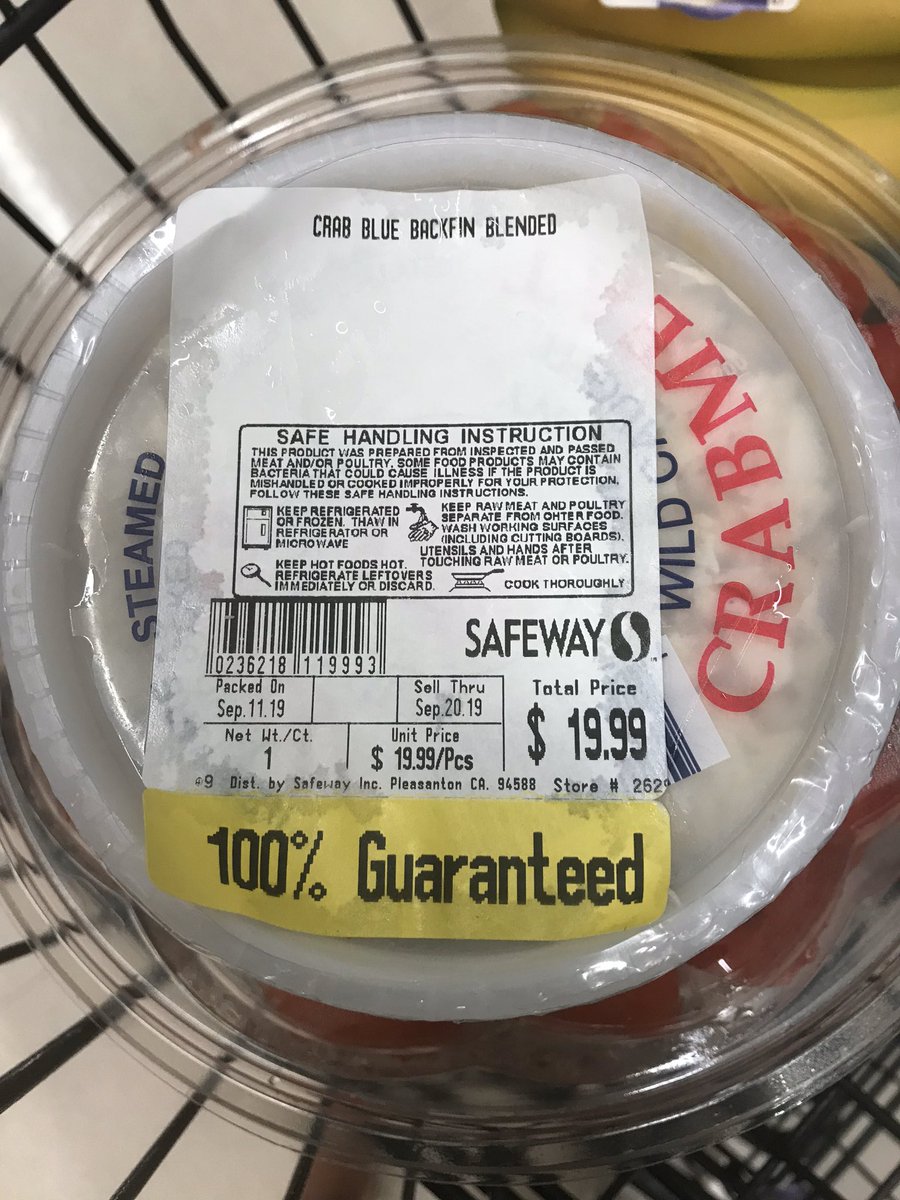 CRAB BLUE BACKFIN BLENDED
SAFE HANDLING INSTRUCTION
THIS PRODUCT WAS PREPARED FROM INSPECTED AND PASSED
MEAT AND/OR POULTRY. SOME FOOD PRODUCTS MAY CONTAIN
BACTERIA THAT COULD CAUSE ILLNESS IF THE PRODUCT IS
MISHANDLED OR COOKED IMPROPERLY FOR YOUR PROTECTION,
FOLLOW THESE SAFE HANDLING INSTRUCTIONS.
KEEP REFRIGERATED
OR FROZEN. THAW IN
REFRIGERATOR OR
MICROWAVE
KEEP RAW MEAT AND POULTRY
SEPARATE FROM OHTER FOOD.
WASH WORKING SURFACES
(INCLUDING CUTTING BOARDS),
UTENSILS AND HANDS AFTER
TOUCHING RAW MEAT OR POULTRY.
KEEP HOT FOODS HOT.
REFRIGERATE LEFTOVERS
IMMEDIATELY OR DISCARD.
COOK THOROUGHLY
0236218 119993
SAFEWAY
Packed On
Sep.11.19
Sell Thru
Sep.20.19
Total Price
$ 19.99
Net Wt./Ct.
1
Unit Price
$ 19.99/Pcs
Dist. by Safeway Inc. Pleasanton CA. 94588 Store #
100% Guaranteed
STEAMED
WILD
CRABM